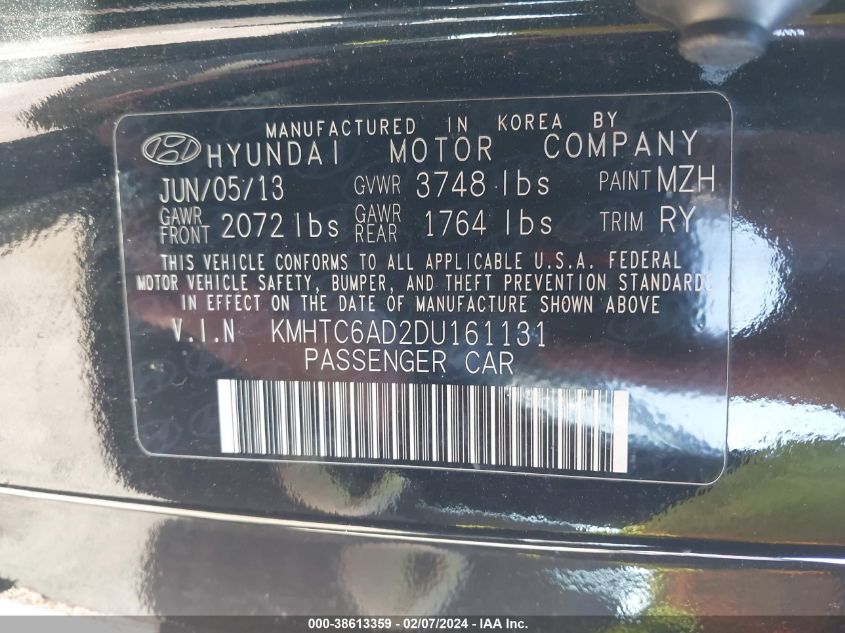 MANUFACTURED IN KOREA BY
HYUNDAI MOTOR COMPANY
JUN/05/13 GVWR 3748 lbs PAINT MZH
GAWR FRONT 2072 lbs GAWR REAR 1764 lbs TRIM RY
THIS VEHICLE CONFORMS TO ALL APPLICABLE U.S.A. FEDERAL
MOTOR VEHICLE SAFETY, BUMPER, AND THEFT PREVENTION STANDARDS
IN EFFECT ON THE DATE OF MANUFACTURE SHOWN ABOVE
V.I.N KMHTC6AD2DU161131
PASSENGER CAR
000-38613359 - 02/07/2024 - IAA Inc.